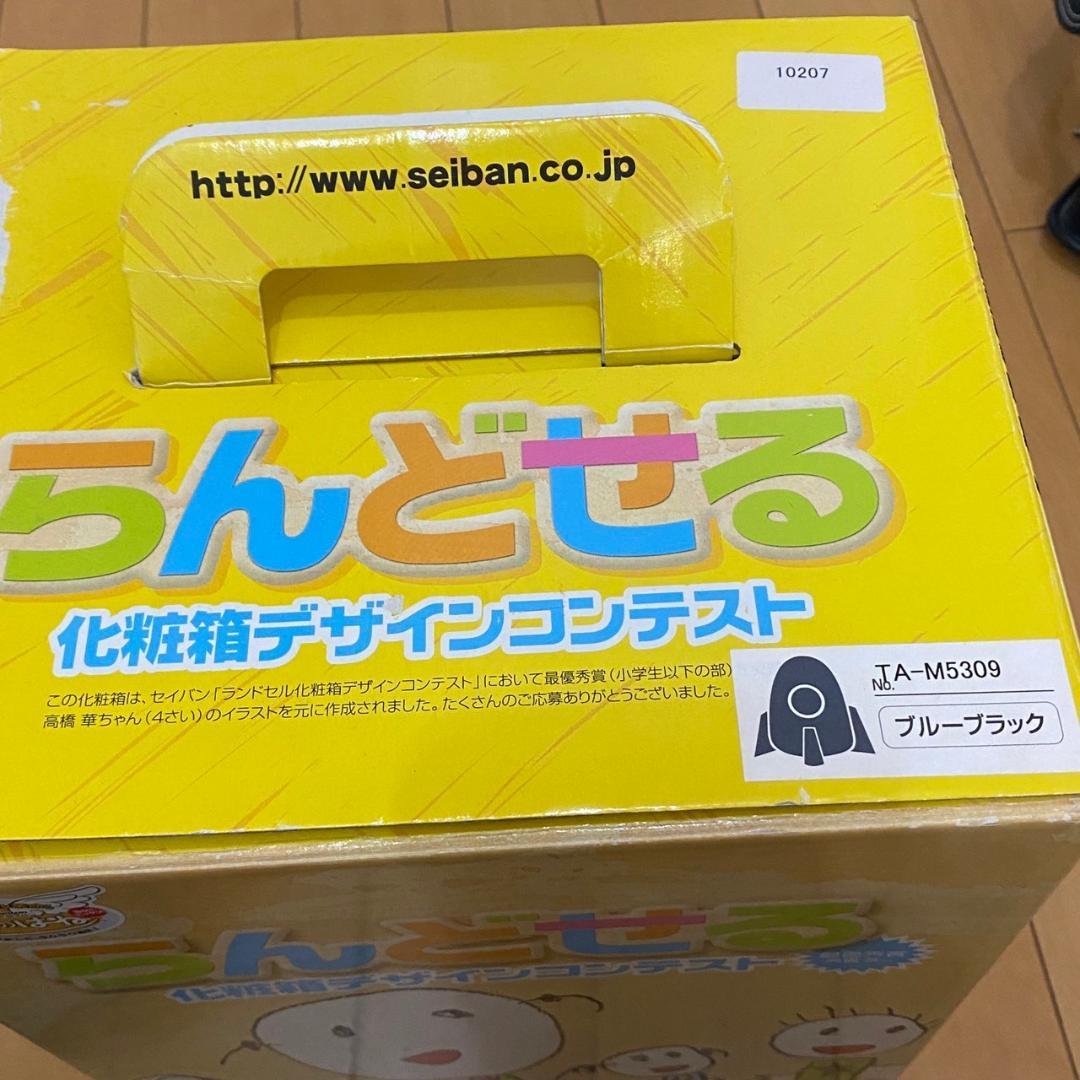 10207
http://www.seiban.co.jp
らんどせる
化粧箱デザインコンテスト
この化粧箱は、セイバン「ランドセル化粧箱デザインコンテスト」において最優秀賞(小学生以下の部)
高橋 華ちゃん(4さい)のイラストを元に作成されました。たくさんのご応募ありがとうございました。
No. TA-M5309
ブルーブラック
らんどせる
化粧箱デザインコンテスト